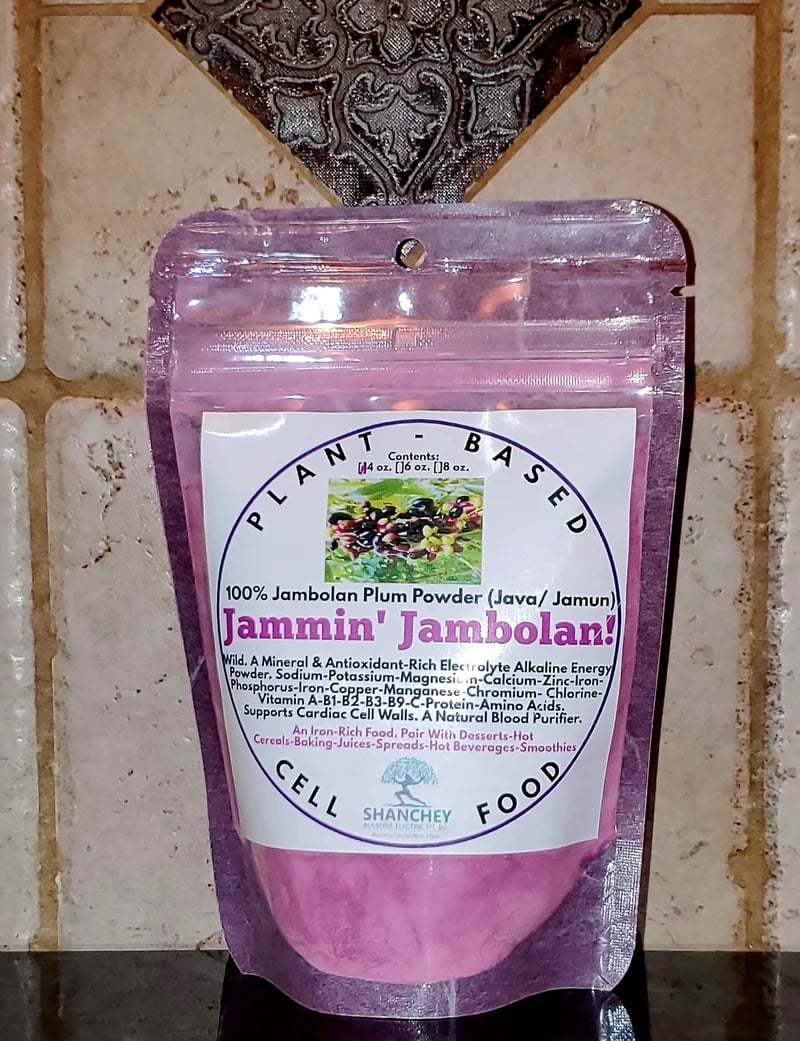 PLANT - BASED
Contents:
[]4 oz. []6 oz. []8 oz.
100% Jambolan Plum Powder (Java/ Jamun)
Jammin' Jambolan!
Wild. A Mineral & Antioxidant-Rich Electrolyte Alkaline Energy
Powder. Sodium-Potassium-Magnesium-Calcium-Zinc-Iron-
Phosphorus-Iron-Copper-Manganese-Chromium- Chlorine-
Vitamin A-B1-B2-B3-B9-C-Protein-Amino Acids.
Supports Cardiac Cell Walls. A Natural Blood Purifier.
An Iron-Rich Food. Pair With Desserts-Hot
Cereals-Baking-Juices-Spreads-Hot Beverages-Smoothies
CELL FOOD
SHANCHEY
ALKALINE ELECTRIC